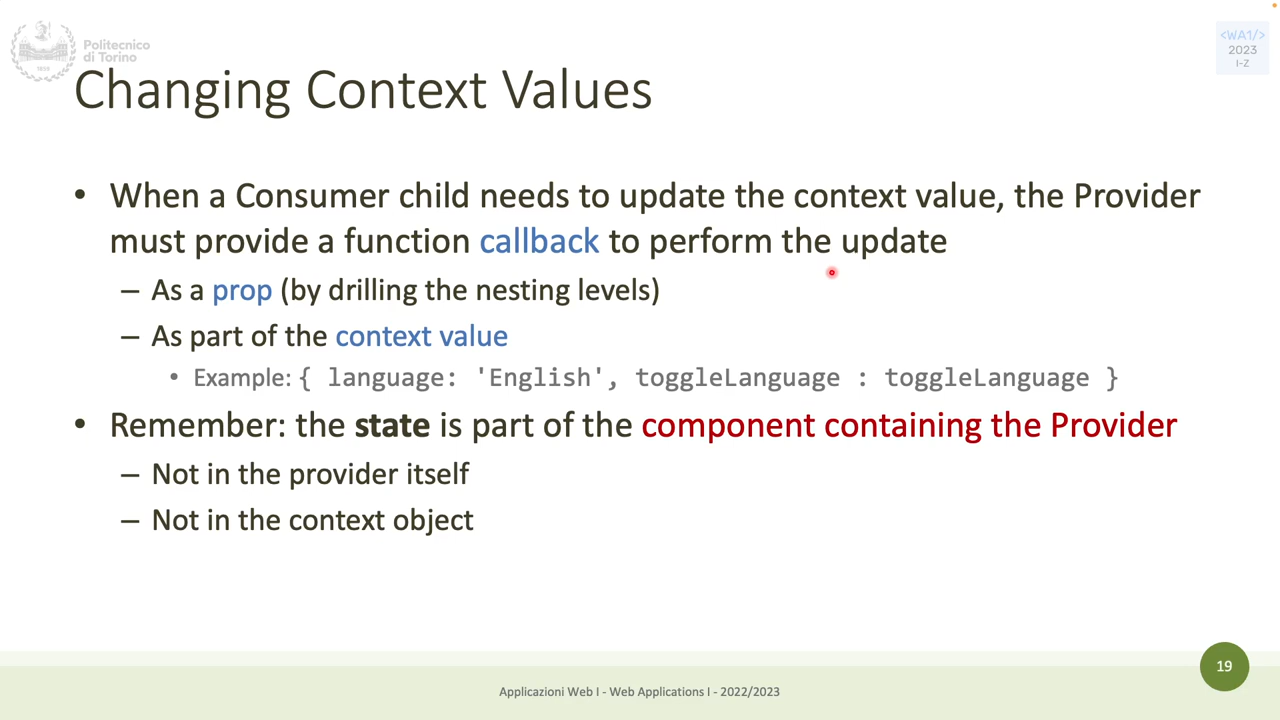 Politecnico
di Torino
1859
<WA1/>
2023
I-Z
Changing Context Values
• When a Consumer child needs to update the context value, the Provider
must provide a function callback to perform the update
– As a prop (by drilling the nesting levels)
– As part of the context value
• Example: { language: 'English', toggleLanguage : toggleLanguage }
• Remember: the state is part of the component containing the Provider
– Not in the provider itself
– Not in the context object
19
Applicazioni Web I - Web Applications I - 2022/2023